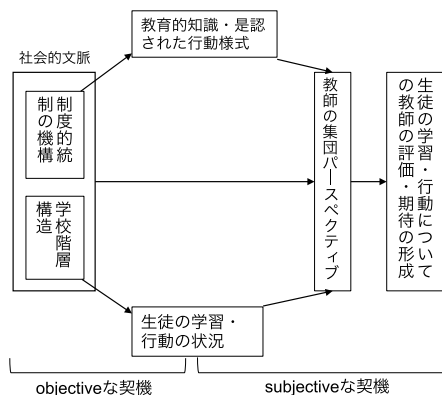 教育的知識・是認
された行動様式
社会的文脈
制度的統
制の機構
学校階層
構造
教師の集団パースペクティブ
生徒の学習・行動について
の教師の評価・期待の形成
生徒の学習・
行動の状況
objectiveな契機
subjectiveな契機